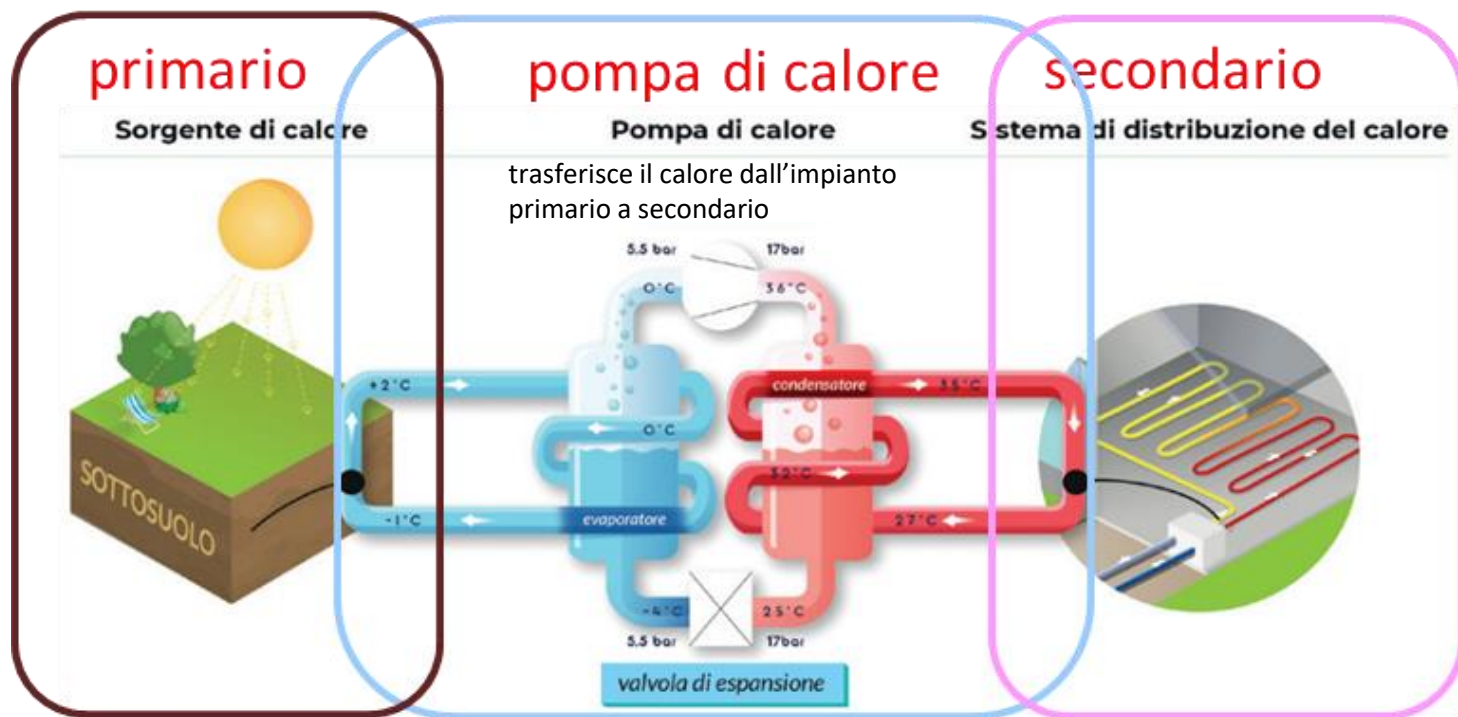 primario
pompa di calore
secondario
Sorgente di calore
Pompa di calore
Sistema di distribuzione del calore
trasferisce il calore dall’impianto
primario a secondario
5.5 bar
17bar
0°C
36°C
+2°C
condensatore
35°C
0°C
32°C
SOTTOSUOLO
-1°C
evaporatore
27°C
-4°C
25°C
5.5 bar
17bar
valvola di espansione